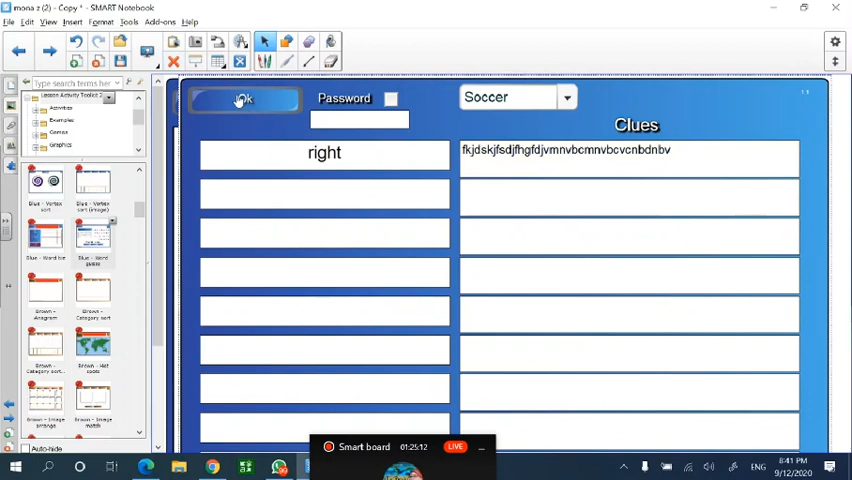 mona z (2) - Copy * - SMART Notebook
File Edit View Insert Format Tools Add-ons Help
Type search terms her
Lesson Activity Toolkit 2
Activities
Examples
Games
Graphics
Blue - Vortex sort
Blue - Vortex sort (image)
Blue - Word biz
Blue - Word guess
Brown - Anagram
Brown - Category sort
Brown - Category sort...
Brown - Hot spots
Brown - Image arrange
Brown - Image match
Auto-hide
Ok
Password
Soccer
1.1
Clues
right
fkjdskjfsdjfhgfdjvmnvbcmnvbcvcnbdnbv
Smart board 01:25:12 LIVE
99
ENG
8:41 PM
9/12/2020